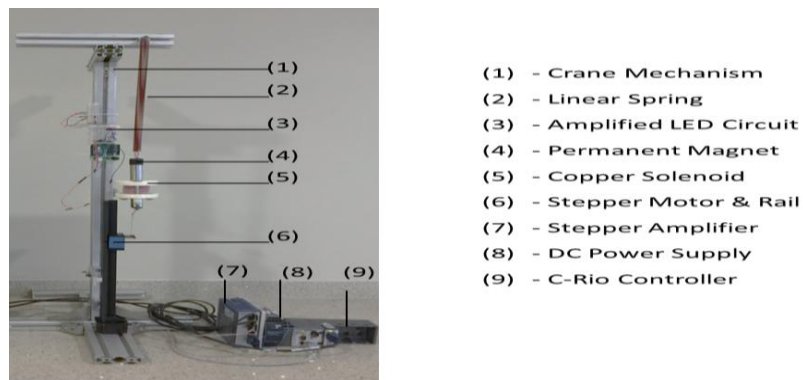 (1)
(2)
(3)
(4)
(5)
(6)
(7) (8) (9)
(1) - Crane Mechanism
(2) - Linear Spring
(3) - Amplified LED Circuit
(4) - Permanent Magnet
(5) - Copper Solenoid
(6) - Stepper Motor & Rail
(7) - Stepper Amplifier
(8) - DC Power Supply
(9) - C-Rio Controller